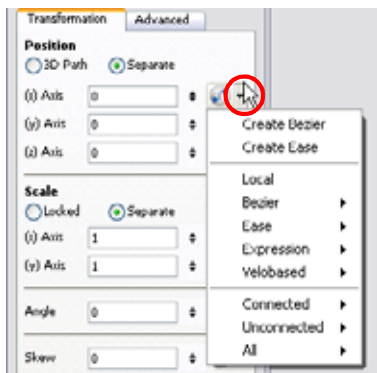 Transformation Advanced
Position
3D Path Separate
(x) Axis 0
(y) Axis 0
(z) Axis 0
Create Bezier
Create Ease
Local
Bezier
Ease
Expression
Velobased
Connected
Unconnected
All
Scale
Locked Separate
(x) Axis 1
(y) Axis 1
Angle 0
Skew 0